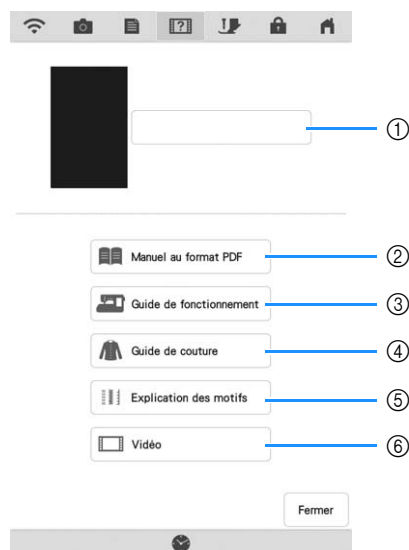 ①
Manuel au format PDF ②
Guide de fonctionnement ③
Guide de couture ④
Explication des motifs ⑤
Vidéo ⑥
Fermer